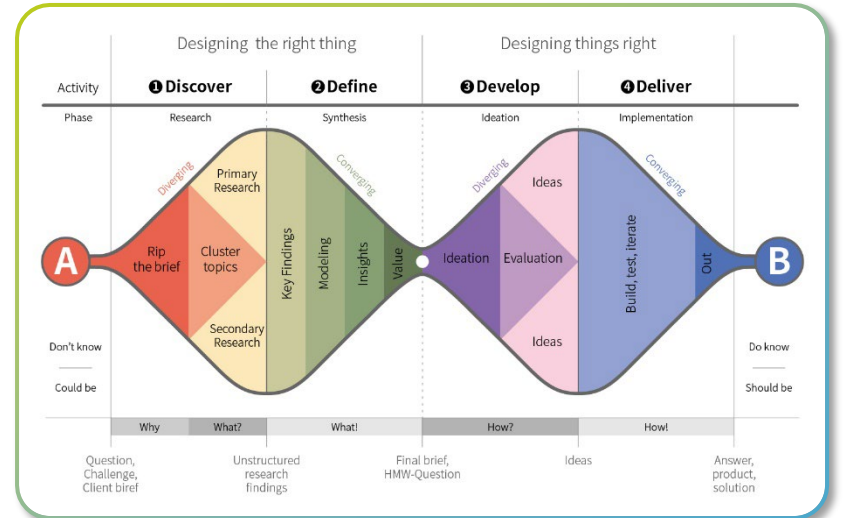 Designing the right thing
Designing things right
Activity
❶Discover
❷Define
❸Develop
❹Deliver
Phase
Research
Synthesis
Ideation
Implementation
Diverging
Converging
Diverging
Converging
A
Rip
the brief
Cluster
topics
Primary
Research
Secondary
Research
Key Findings
Modeling
Insights
Value
Ideation
Evaluation
Ideas
Ideas
Build, test, iterate
Out
B
Don't know
Could be
Do know
Should be
Why
What?
What!
How?
How!
Question,
Challenge,
Client biref
Unstructured
research
findings
Final brief,
HMW-Question
Ideas
Answer,
product,
solution